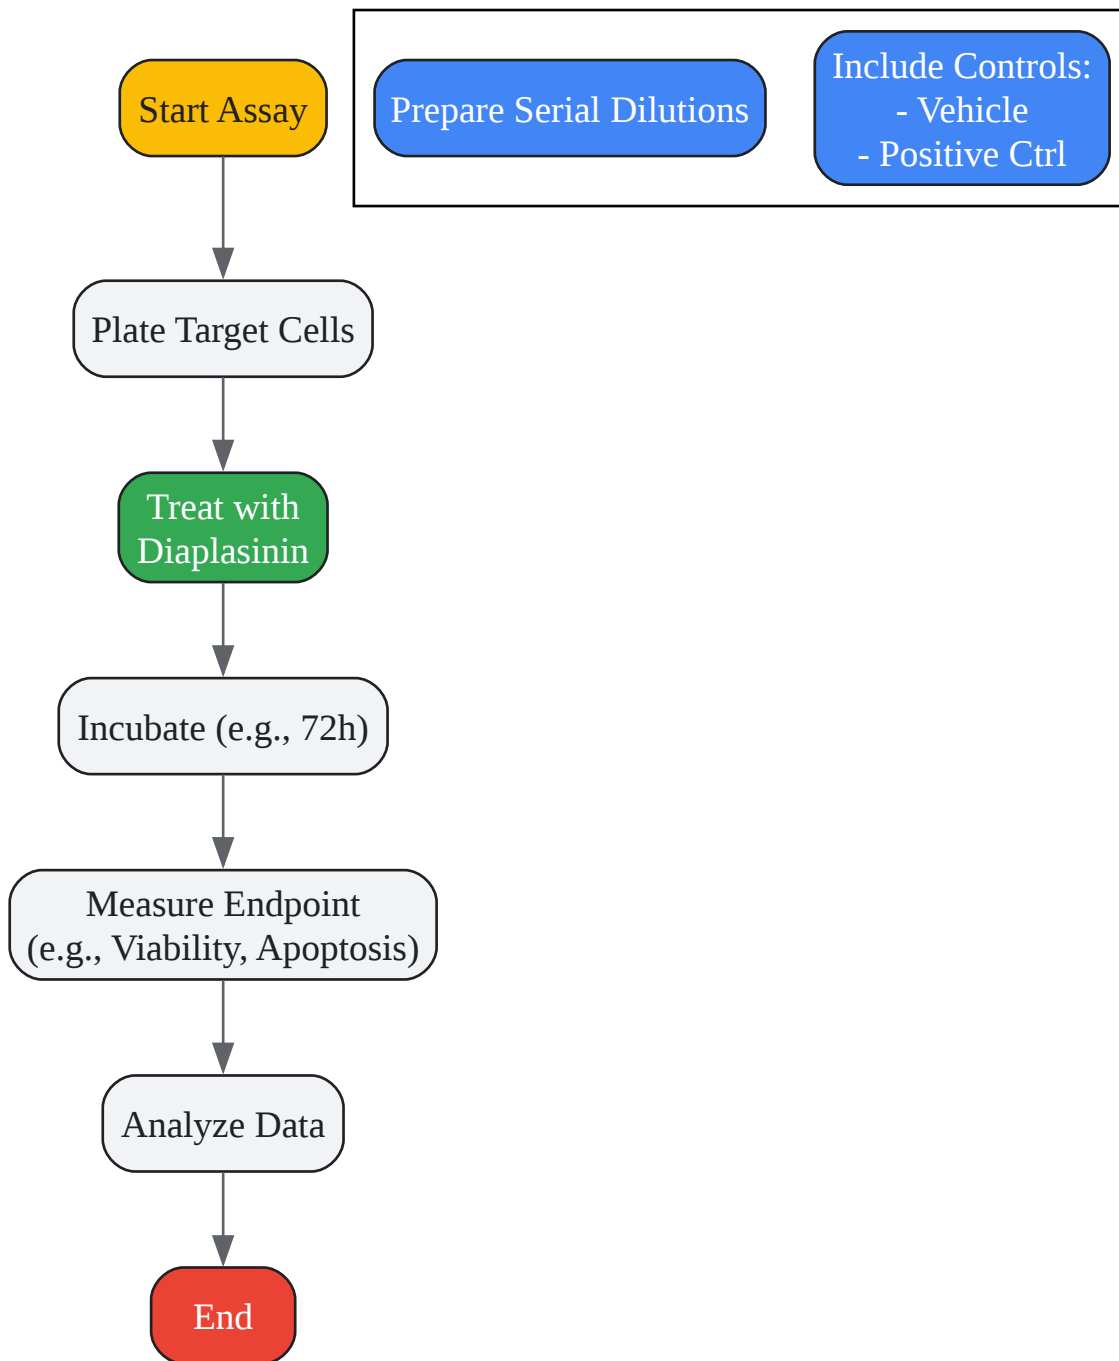 Start Assay
Prepare Serial Dilutions
Include Controls:
- Vehicle
- Positive Ctrl
Plate Target Cells
Treat with
Diaplasinin
Incubate (e.g., 72h)
Measure Endpoint
(e.g., Viability, Apoptosis)
Analyze Data
End